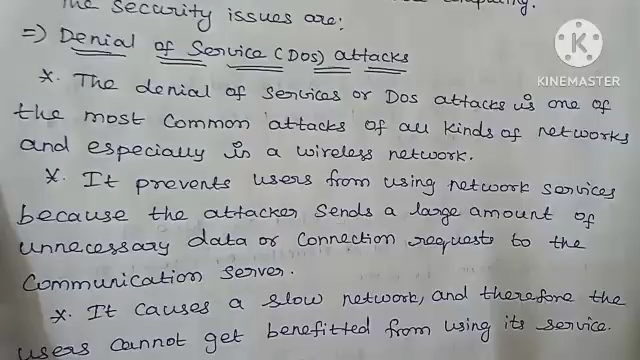 The security issues are:
=> Denial of Service (DOS) attacks
*. The denial of services or DOS attacks is one of
the most common attacks of all kinds of networks
and especially in a wireless network.
*. It prevents users from using network services
because the attacker sends a large amount of
unnecessary data or connection requests to the
communication server.
*. It causes a slow network, and therefore the
users cannot get benefitted from using its service.
KINEMASTER